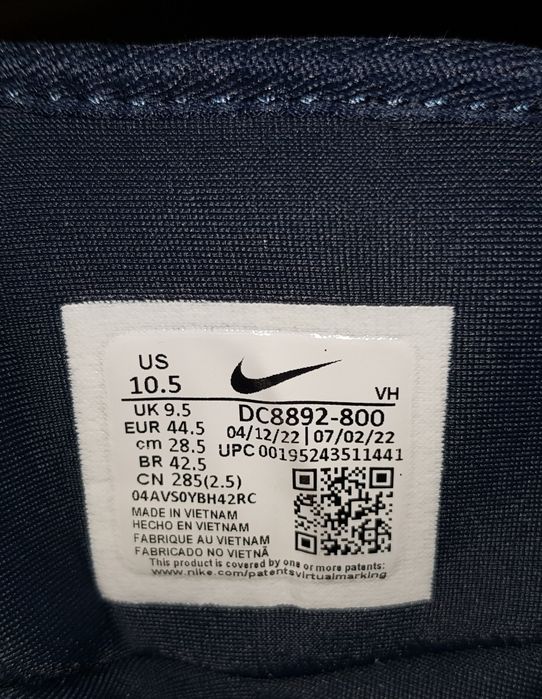 US
10.5
VH
UK 9.5
EUR 44.5
cm 28.5
BR 42.5
CN 285(2.5)
DC8892-800
04/12/22 | 07/02/22
UPC 00195243511441
04AVS0YBH42RC
MADE IN VIETNAM
HECHO EN VIETNAM
FABRIQUE AU VIETNAM
FABRICADO NO VIETNÃ
This product is covered by one or more patents:
www.nike.com/patentsvirtualmarking